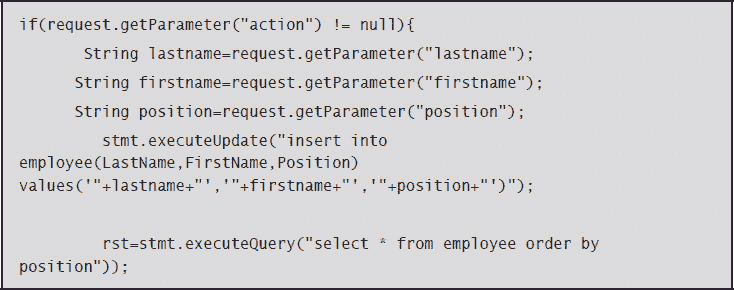 if(request.getParameter("action") != null){
String lastname=request.getParameter("lastname");
String firstname=request.getParameter("firstname");
String position=request.getParameter("position");
stmt.executeUpdate("insert into
employee(LastName,FirstName,Position)
values('"+lastname+"','"+firstname+"','"+position+"')");
rst=stmt.executeQuery("select * from employee order by
position"));